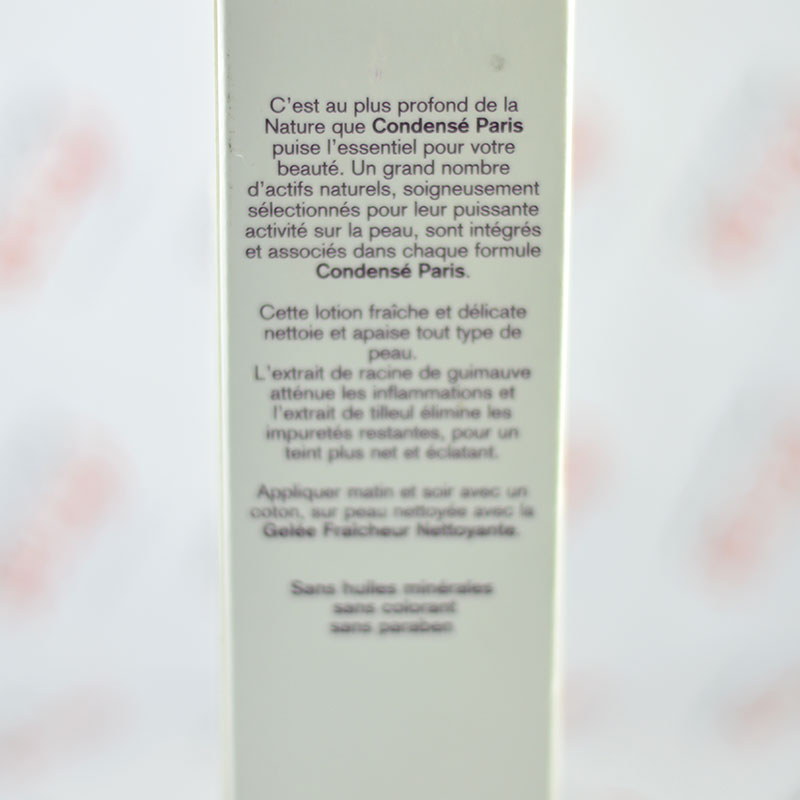 C'est au plus profond de la
Nature que Condensé Paris
puise l'essentiel pour votre
beauté. Un grand nombre
d'actifs naturels, soigneusement
sélectionnés pour leur puissante
activité sur la peau, sont intégrés
et associés dans chaque formule
Condensé Paris.
Cette lotion fraîche et délicate
nettoie et apaise tout type de
peau.
L'extrait de racine de guimauve
atténue les inflammations et
l'extrait de tilleul élimine les
impuretés restantes, pour un
teint plus net et éclatant.
Appliquer matin et soir avec un
coton, sur peau nettoyée avec la
Gelée Fraîcheur Nettoyante.
Sans huiles minérales
sans colorant
sans paraben